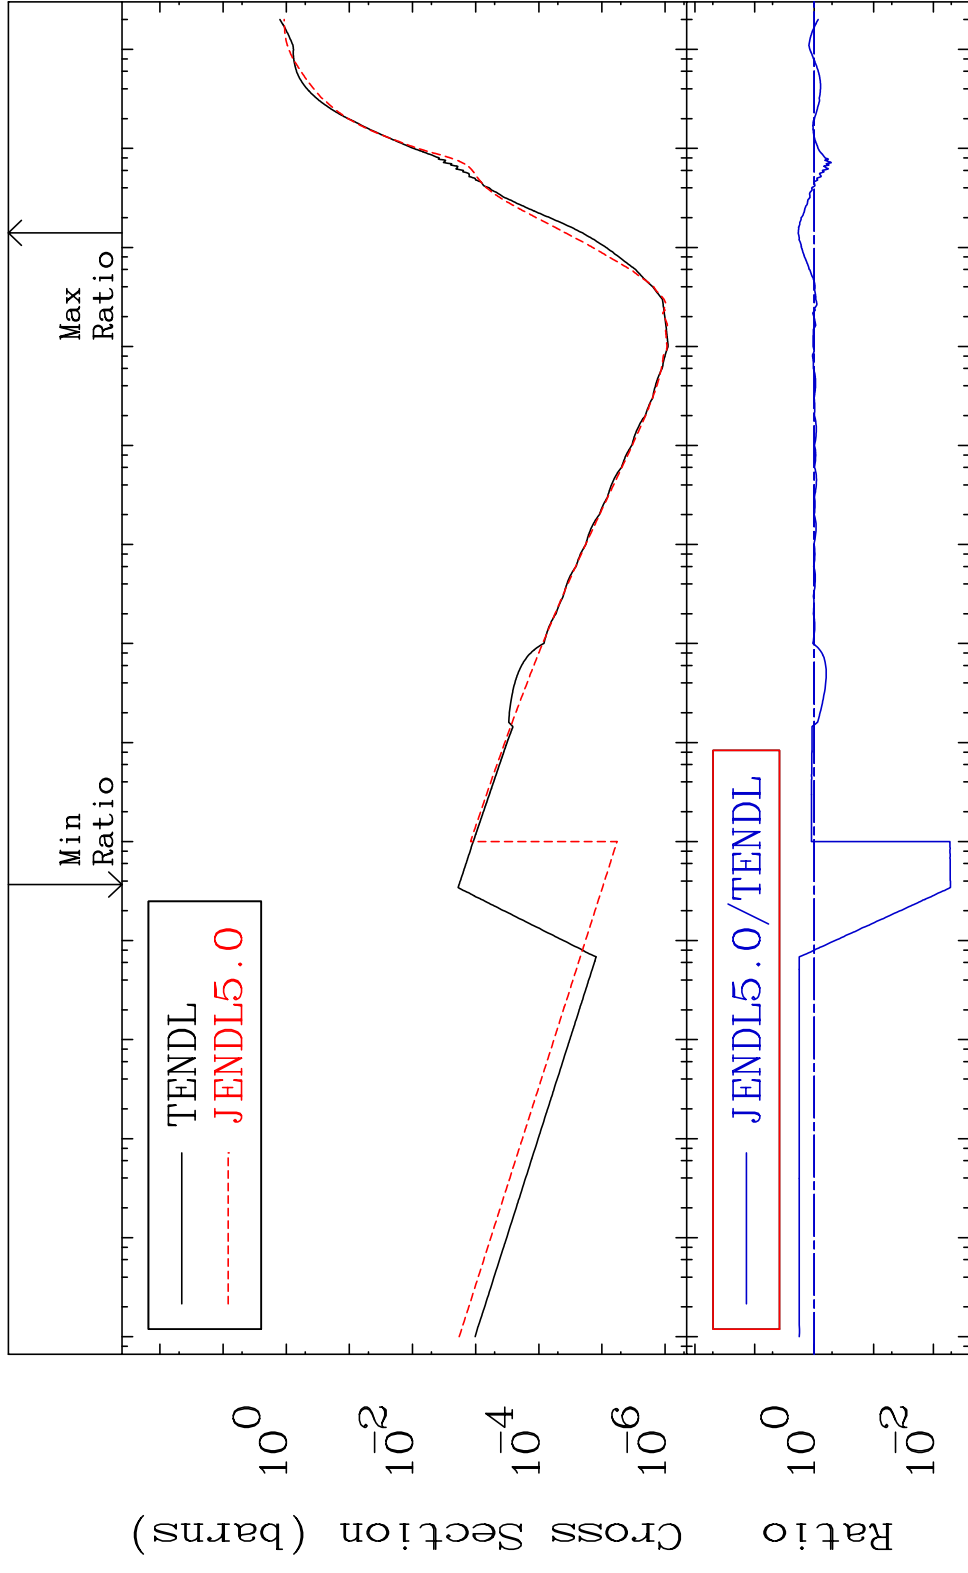 Min
Ratio
Max
Ratio
TENDL
JENDL5.0
10^0
10^-2
10^-4
10^-6
Cross Section (barns)
JENDL5.0/TENDL
10^0
10^-2
Ratio